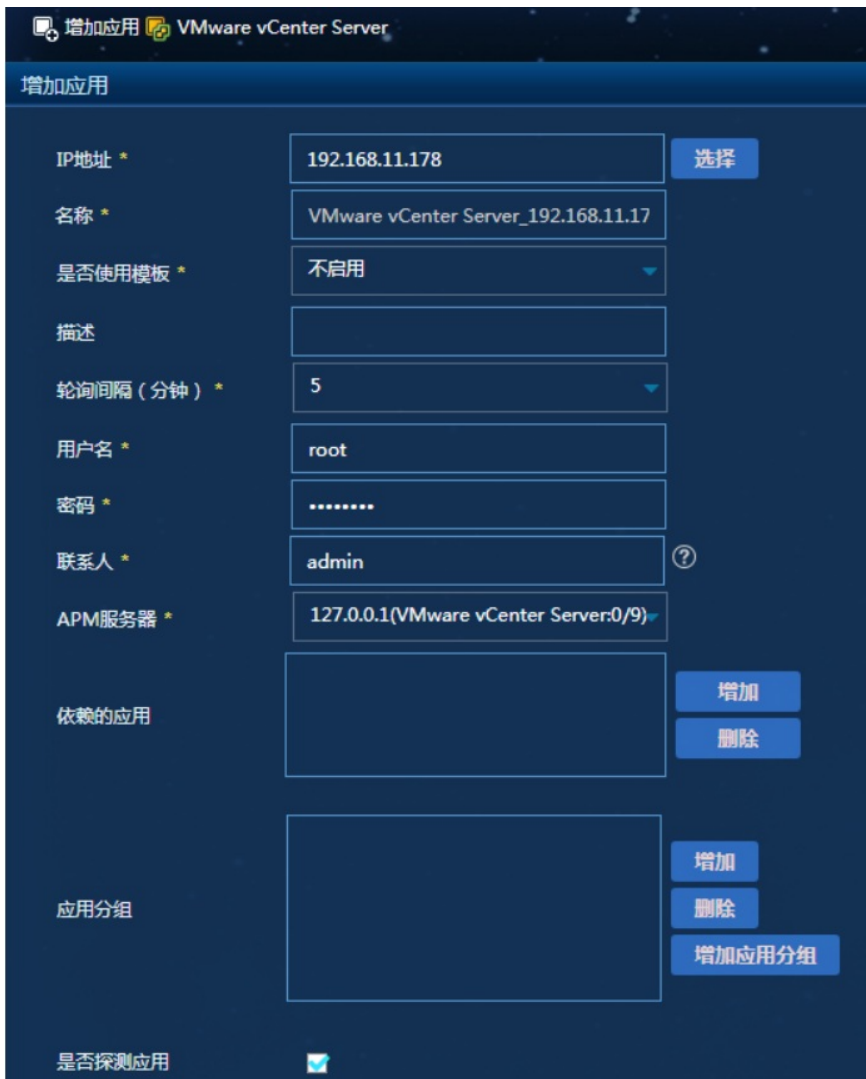 增加应用 VMware vCenter Server
增加应用
IP地址 * 192.168.11.178 选择
名称 * VMware vCenter Server_192.168.11.17
是否使用模板 * 不启用
描述
轮询间隔（分钟） * 5
用户名 * root
密码 * ••••••••
联系人 * admin ?
APM服务器 * 127.0.0.1(VMware vCenter Server:0/9)
依赖的应用
增加
删除
应用分组
增加
删除
增加应用分组
是否探测应用